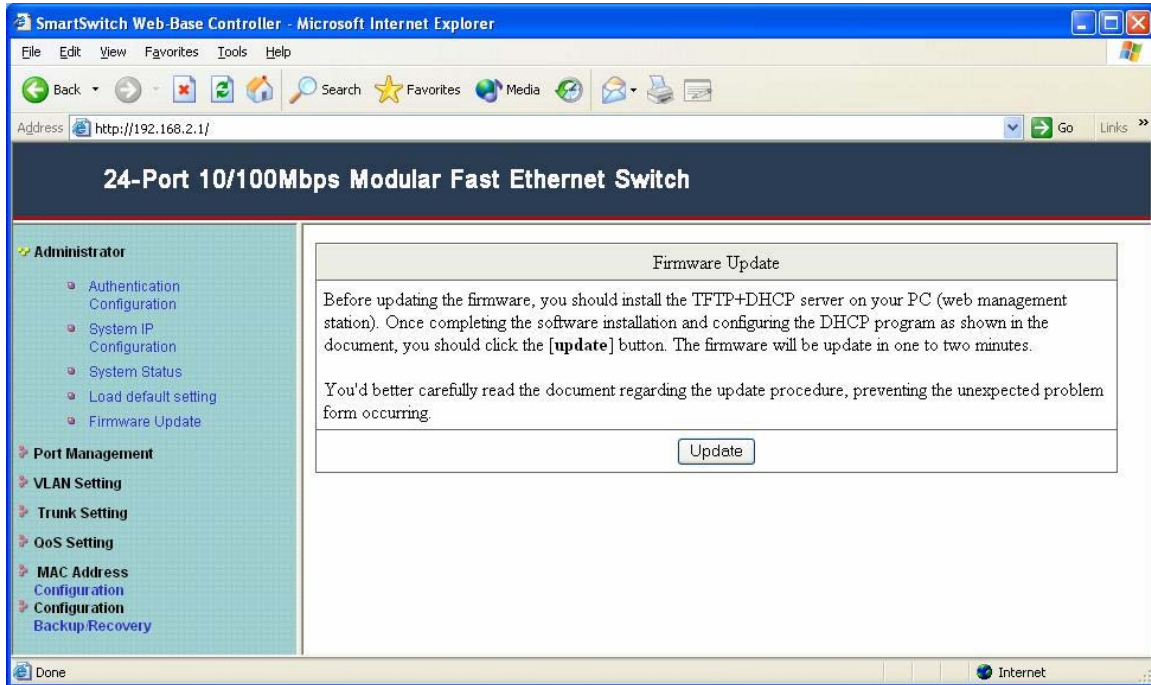 SmartSwitch Web-Base Controller - Microsoft Internet Explorer
File Edit View Favorites Tools Help
Back Search Favorites Media
Address http://192.168.2.1/ Go Links »
24-Port 10/100Mbps Modular Fast Ethernet Switch
Administrator
Authentication
Configuration
System IP
Configuration
System Status
Load default setting
Firmware Update
Port Management
VLAN Setting
Trunk Setting
QoS Setting
MAC Address
Configuration
Configuration
Backup/Recovery
Firmware Update
Before updating the firmware, you should install the TFTP+DHCP server on your PC (web management
station). Once completing the software installation and configuring the DHCP program as shown in the
document, you should click the [update] button. The firmware will be update in one to two minutes.
You'd better carefully read the document regarding the update procedure, preventing the unexpected problem
form occurring.
Update
Done Internet